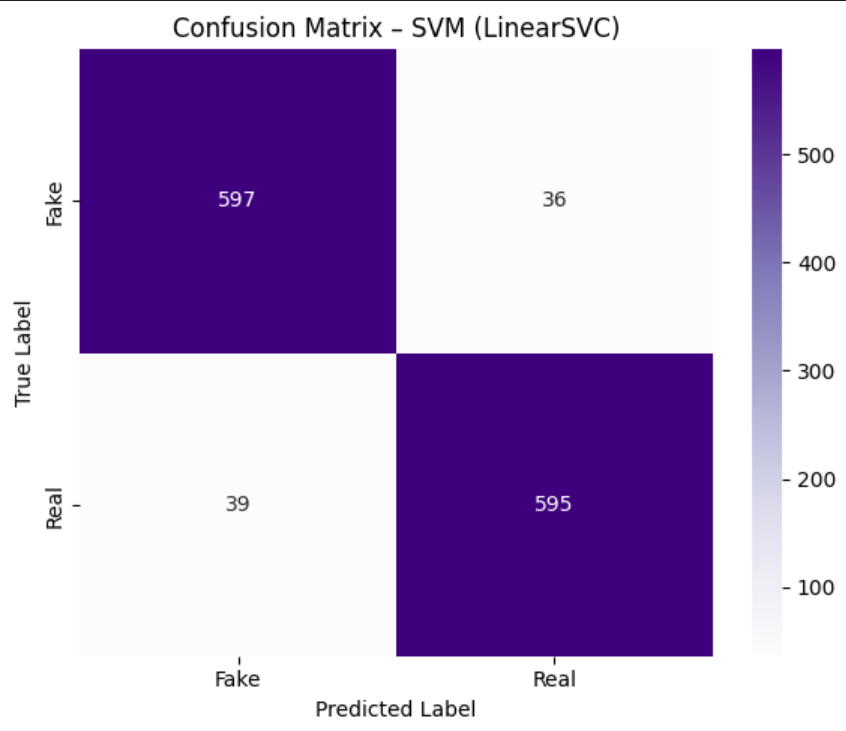 Confusion Matrix – SVM (LinearSVC)
Fake
597
36
Real
39
595
True Label
Fake
Real
Predicted Label
500
400
300
200
100